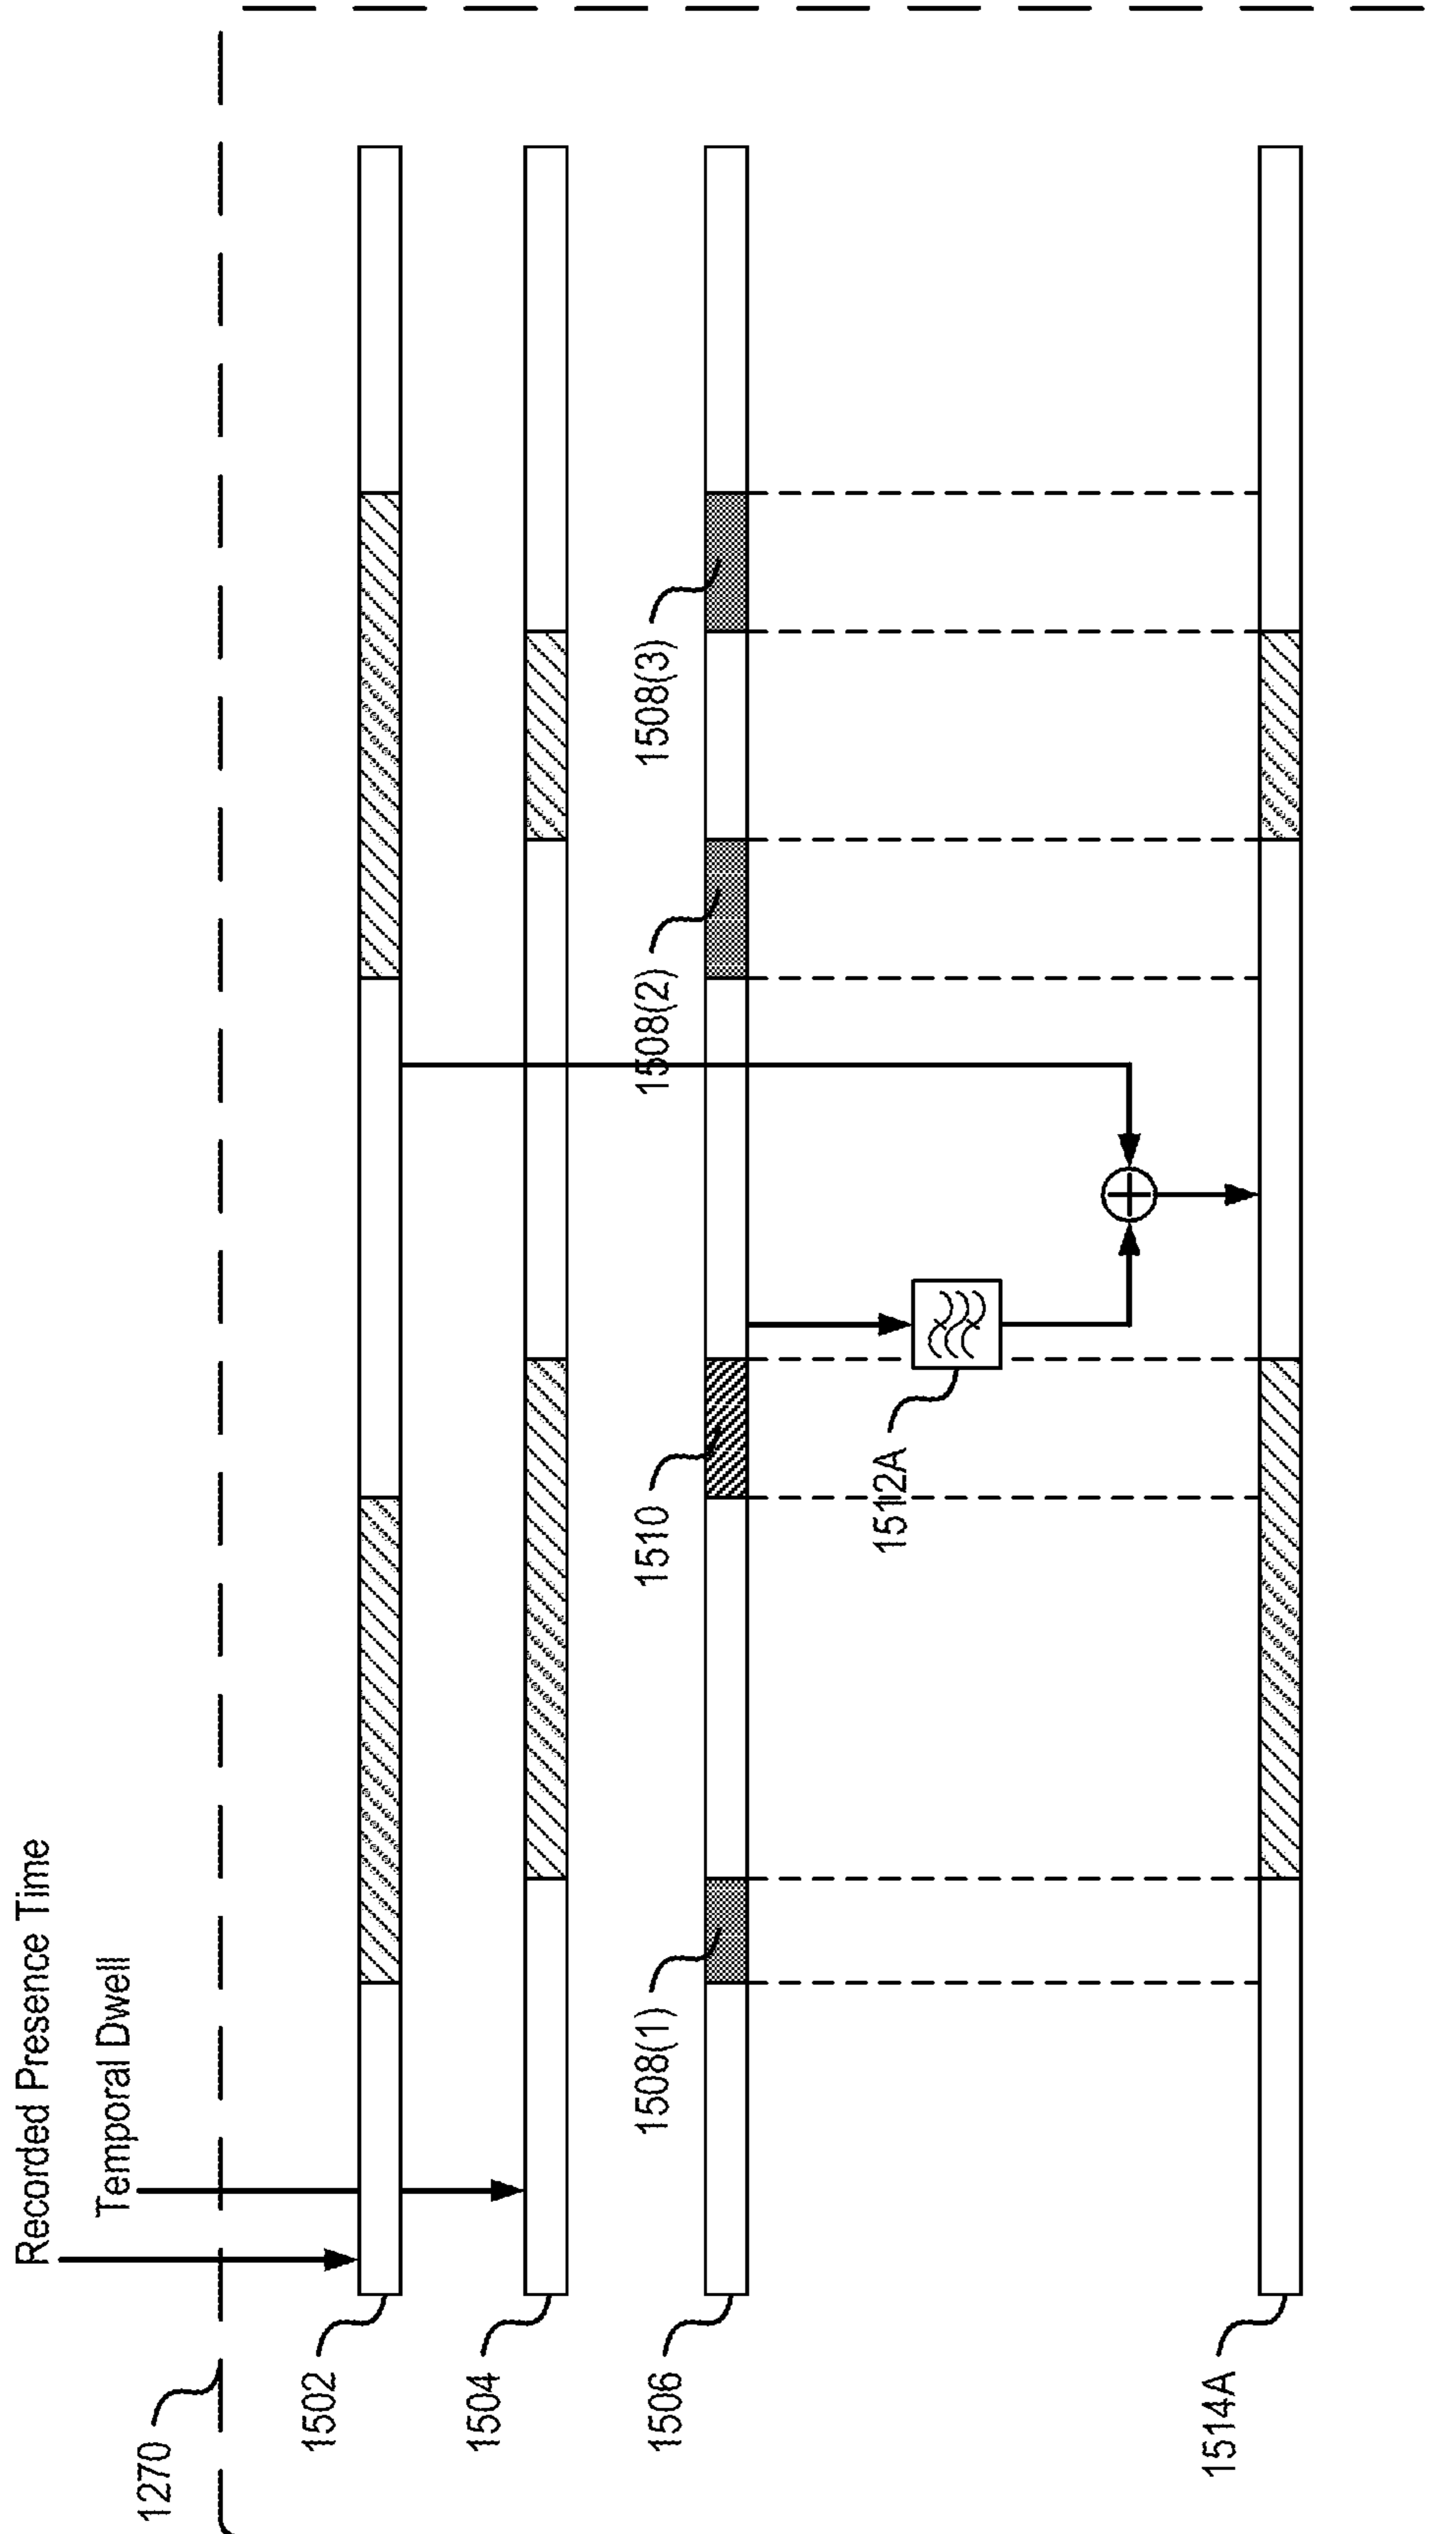 Recorded Presence Time
Temporal Dwell
1270
1502
1504
1506
1508(1)
1510
1508(2)
1508(3)
1512A
1514A